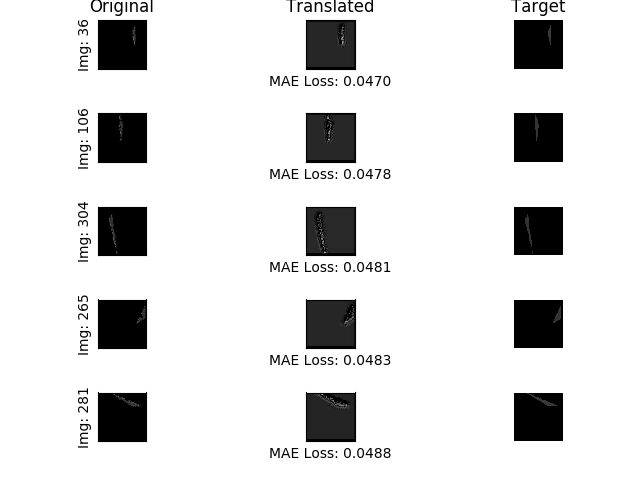 Original Translated Target
Img: 36
MAE Loss: 0.0470
Img: 106
MAE Loss: 0.0478
Img: 304
MAE Loss: 0.0481
Img: 265
MAE Loss: 0.0483
Img: 281
MAE Loss: 0.0488